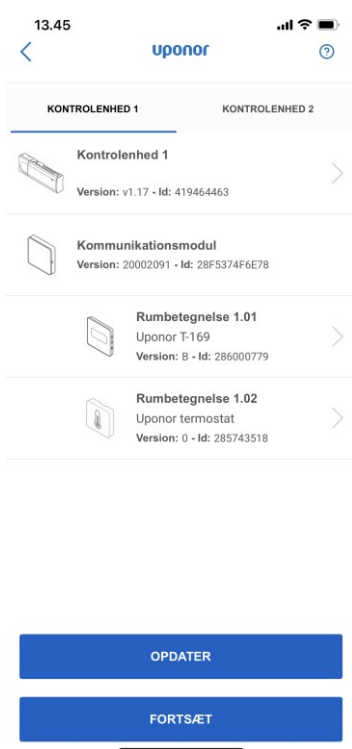 13.45
uponor
KONTROLENHED 1
KONTROLENHED 2
Kontrolenhed 1
Version: v1.17 - Id: 419464463
Kommunikationsmodul
Version: 20002091 - Id: 28F5374F6E78
Rumbetegnelse 1.01
Uponor T-169
Version: B - Id: 286000779
Rumbetegnelse 1.02
Uponor termostat
Version: 0 - Id: 285743518
OPDATER
FORTSÆT